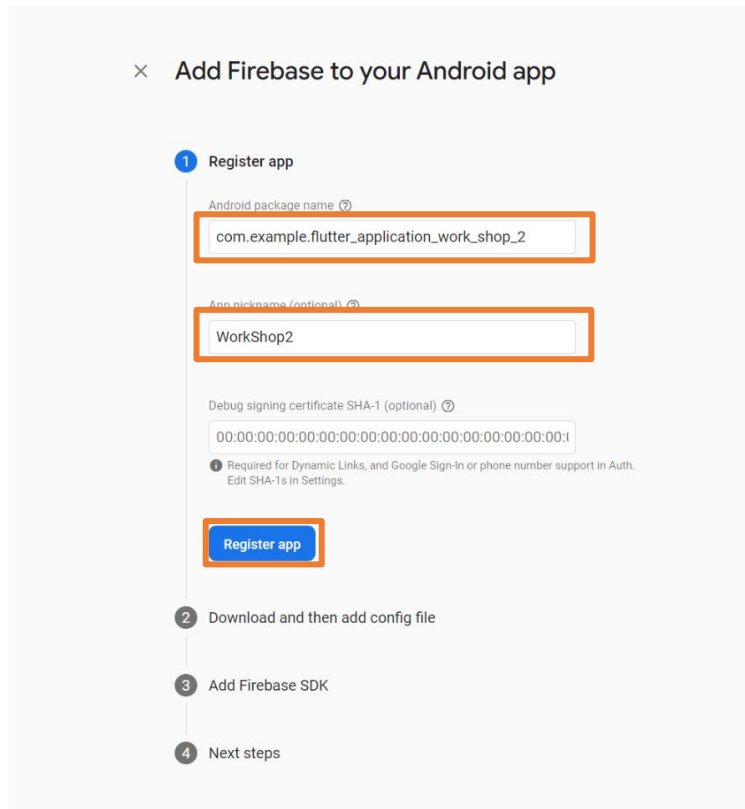 Add Firebase to your Android app
1 Register app
Android package name
com.example.flutter_application_work_shop_2
App nickname (optional)
WorkShop2
Debug signing certificate SHA-1 (optional)
00:00:00:00:00:00:00:00:00:00:00:00:00:00:00:00:00:(
Required for Dynamic Links, and Google Sign-In or phone number support in Auth.
Edit SHA-1s in Settings.
Register app
2 Download and then add config file
3 Add Firebase SDK
4 Next steps